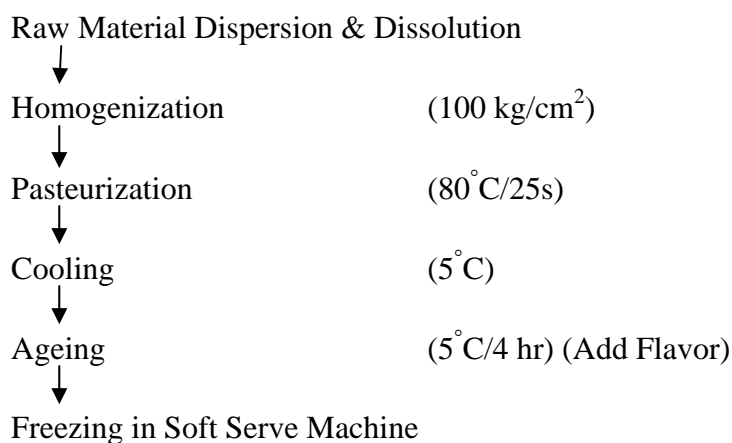 Raw Material Dispersion & Dissolution
Homogenization (100 kg/cm²)
Pasteurization (80°C/25s)
Cooling (5°C)
Ageing (5°C/4 hr) (Add Flavor)
Freezing in Soft Serve Machine